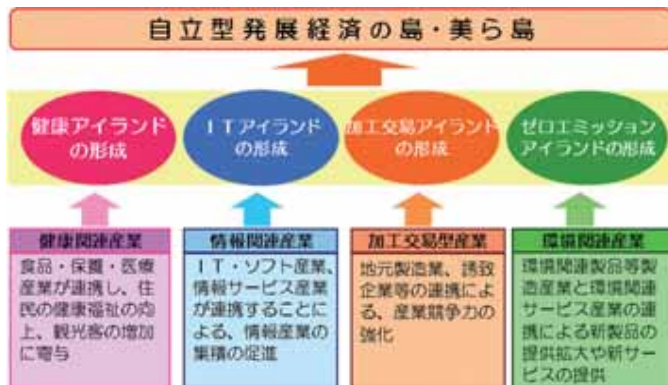 自立型発展経済の島・美ら島
健康アイランド
の形成
ITアイランド
の形成
加工交易アイランド
の形成
ゼロエミッション
アイランドの形成
健康関連産業
食品・保養・医療
産業が連携し、住
民の健康福祉の向
上、観光客の増加
に寄与
情報関連産業
IT・ソフト産業、
情報サービス産業
が連携することに
よる、情報産業の
集積の促進
加工交易型産業
地元製造業、誘致
企業等の連携によ
る、産業競争力の
強化
環境関連産業
環境関連製品等製
造産業と環境関連
サービス産業の連
携による新製品の
提供拡大や新サー
ビスの提供